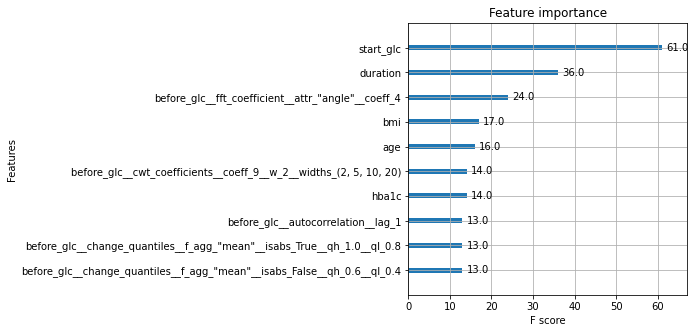 Feature importance
Features
start_glc 61.0
duration 36.0
before_glc__fft_coefficient__attr_"angle"__coeff_4 24.0
bmi 17.0
age 16.0
before_glc__cwt_coefficients__coeff_9__w_2__widths_(2, 5, 10, 20) 14.0
hba1c 14.0
before_glc__autocorrelation__lag_1 13.0
before_glc__change_quantiles__f_agg_"mean"__isabs_True__qh_1.0__ql_0.8 13.0
before_glc__change_quantiles__f_agg_"mean"__isabs_False__qh_0.6__ql_0.4 13.0
0 10 20 30 40 50 60
F score